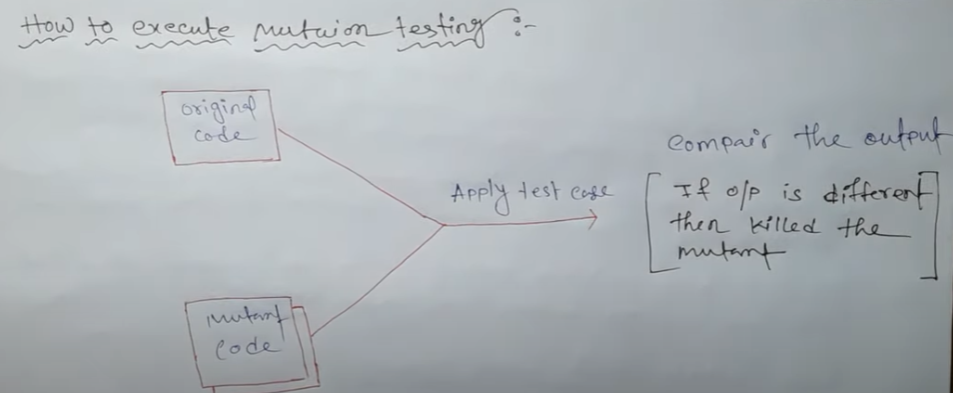 How to execute mutaion testing :-
original
code
Apply test case
compair the output
If o/p is different
then killed the
mutant
mutant
code